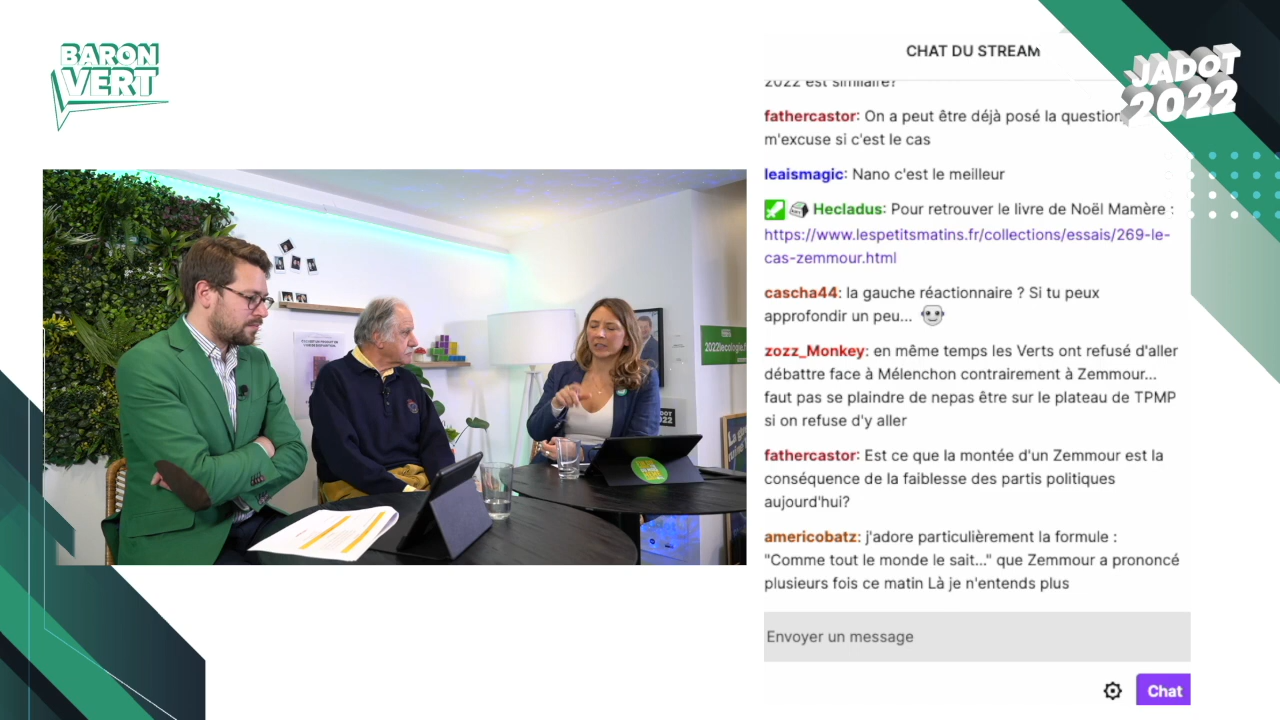 BARON
VERT
JADOT
2022
2022lecologie.f
CHAT DU STREAM
2022 est similaire?
fathercastor: On a peut être déjà posé la question
m'excuse si c'est le cas
leaismagic: Nano c'est le meilleur
Hecladus: Pour retrouver le livre de Noël Mamère :
https://www.lespetitsmatins.fr/collections/essais/269-le-
cas-zemmour.html
cascha44: la gauche réactionnaire ? Si tu peux
approfondir un peu...
zozz_Monkey: en même temps les Verts ont refusé d'aller
débattre face à Mélenchon contrairement à Zemmour...
faut pas se plaindre de nepas être sur le plateau de TPMP
si on refuse d'y aller
fathercastor: Est ce que la montée d'un Zemmour est la
conséquence de la faiblesse des partis politiques
aujourd'hui?
americobatz: j'adore particulièrement la formule :
"Comme tout le monde le sait..." que Zemmour a prononcé
plusieurs fois ce matin Là je n'entends plus
Envoyer un message
Chat